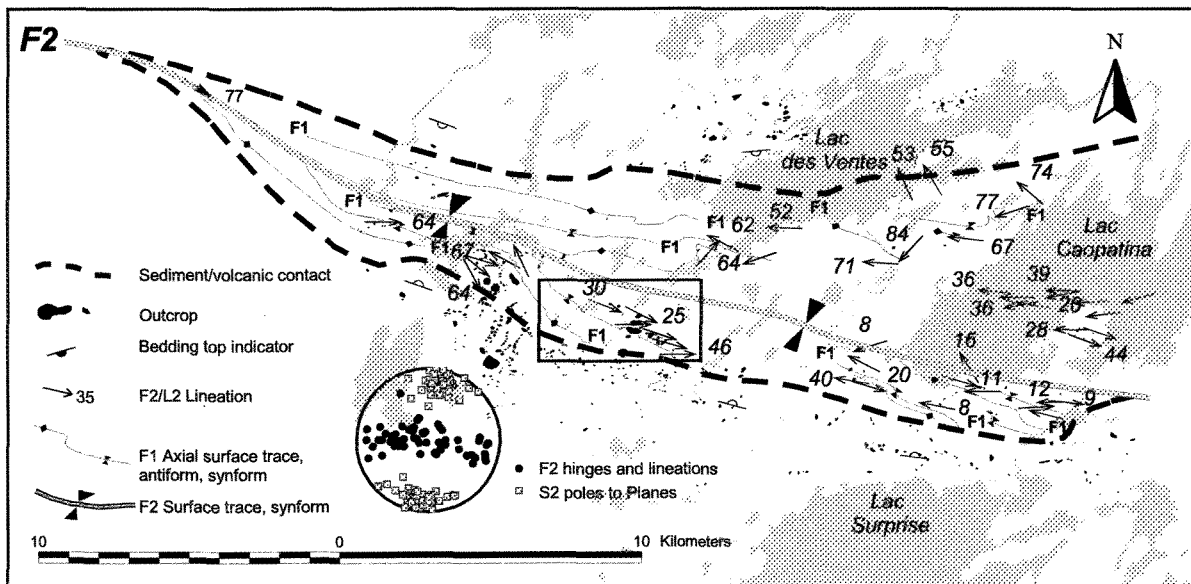 F2
N
77
F1
Lac
des Ventes
53
55
74
F1
77
F1
F1
64
F1
62
52
84
67
Lac
Caopatina
F1
67
F1
64
71
36
39
36
26
64
30
25
28
44
F1
46
8
16
F1
20
40
11
12
9
8
F1
F1
Sediment/volcanic contact
Outcrop
Bedding top indicator
35 F2/L2 Lineation
F1 Axial surface trace,
antiform, synform
F2 Surface trace, synform
F2 hinges and lineations
S2 poles to Planes
Lac
Surprise
10 0 10 Kilometers